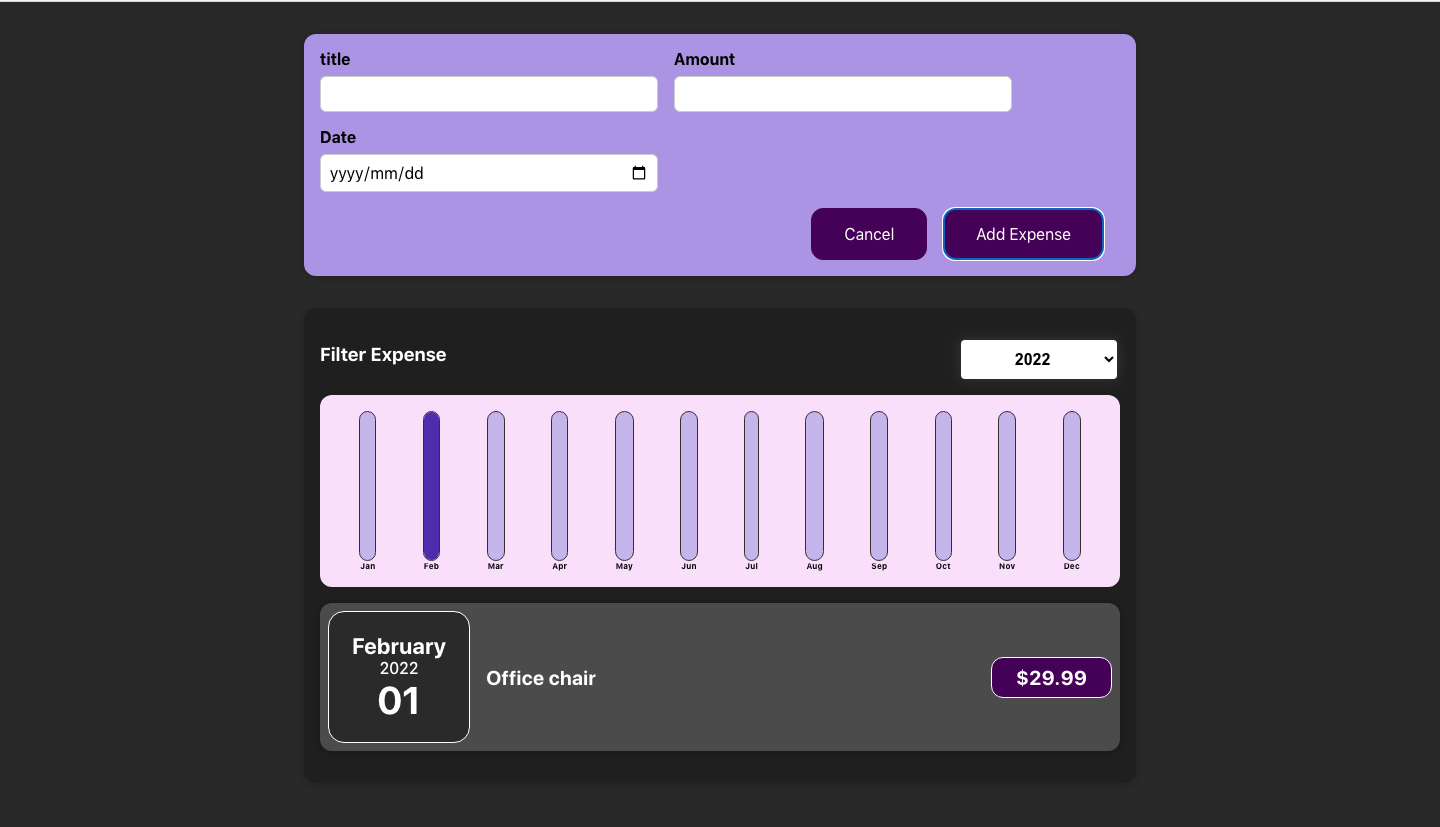 title
Amount
Date
yyyy/mm/dd
Cancel
Add Expense
Filter Expense
2022
Jan
Feb
Mar
Apr
May
Jun
Jul
Aug
Sep
Oct
Nov
Dec
February
2022
01
Office chair
$29.99